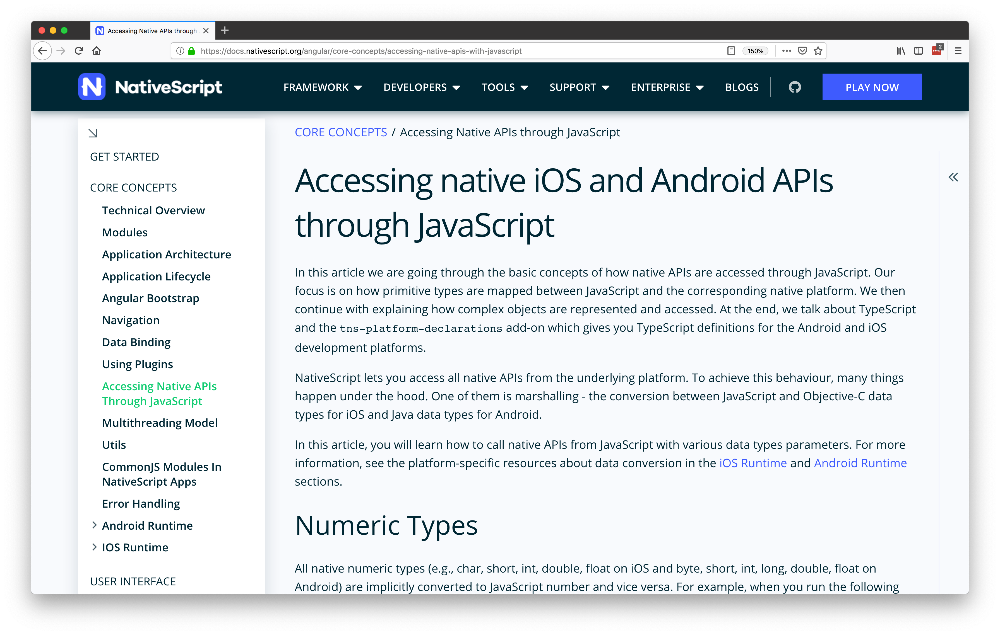 Accessing Native APIs through
https://docs.nativescript.org/angular/core-concepts/accessing-native-apis-with-javascript
150%
2
NativeScript
FRAMEWORK
DEVELOPERS
TOOLS
SUPPORT
ENTERPRISE
BLOGS
PLAY NOW
GET STARTED
CORE CONCEPTS
Technical Overview
Modules
Application Architecture
Application Lifecycle
Angular Bootstrap
Navigation
Data Binding
Using Plugins
Accessing Native APIs
Through JavaScript
Multithreading Model
Utils
CommonJS Modules In
NativeScript Apps
Error Handling
Android Runtime
IOS Runtime
USER INTERFACE
CORE CONCEPTS / Accessing Native APIs through JavaScript
Accessing native iOS and Android APIs
through JavaScript
In this article we are going through the basic concepts of how native APIs are accessed through JavaScript. Our
focus is on how primitive types are mapped between JavaScript and the corresponding native platform. We then
continue with explaining how complex objects are represented and accessed. At the end, we talk about TypeScript
and the tns-platform-declarations add-on which gives you TypeScript definitions for the Android and iOS
development platforms.
NativeScript lets you access all native APIs from the underlying platform. To achieve this behaviour, many things
happen under the hood. One of them is marshalling - the conversion between JavaScript and Objective-C data
types for iOS and Java data types for Android.
In this article, you will learn how to call native APIs from JavaScript with various data types parameters. For more
information, see the platform-specific resources about data conversion in the iOS Runtime and Android Runtime
sections.
Numeric Types
All native numeric types (e.g., char, short, int, double, float on iOS and byte, short, int, long, double, float on
Android) are implicitly converted to JavaScript number and vice versa. For example, when you run the following